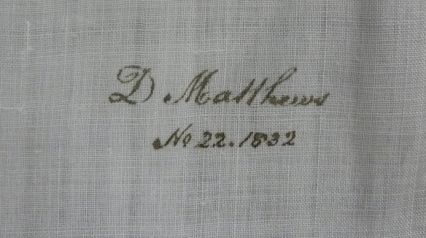 D Matthews
No 22. 1832